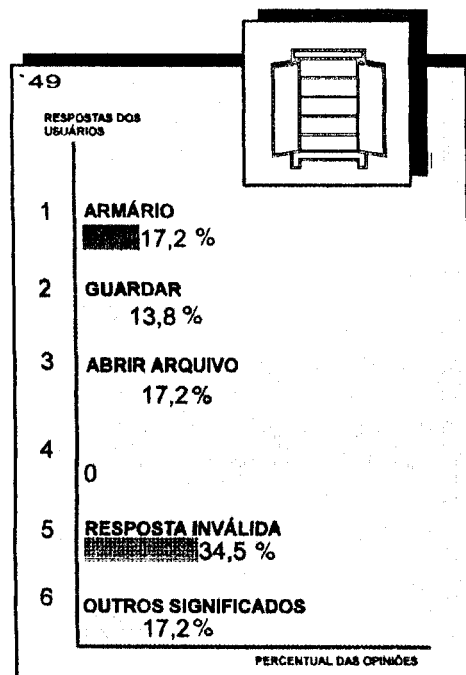 49
RESPOSTAS DOS
USUÁRIOS
1 ARMÁRIO
17,2 %
2 GUARDAR
13,8 %
3 ABRIR ARQUIVO
17,2%
4
0
5 RESPOSTA INVÁLIDA
34,5 %
6 OUTROS SIGNIFICADOS
17,2%
PERCENTUAL DAS OPINIÕES